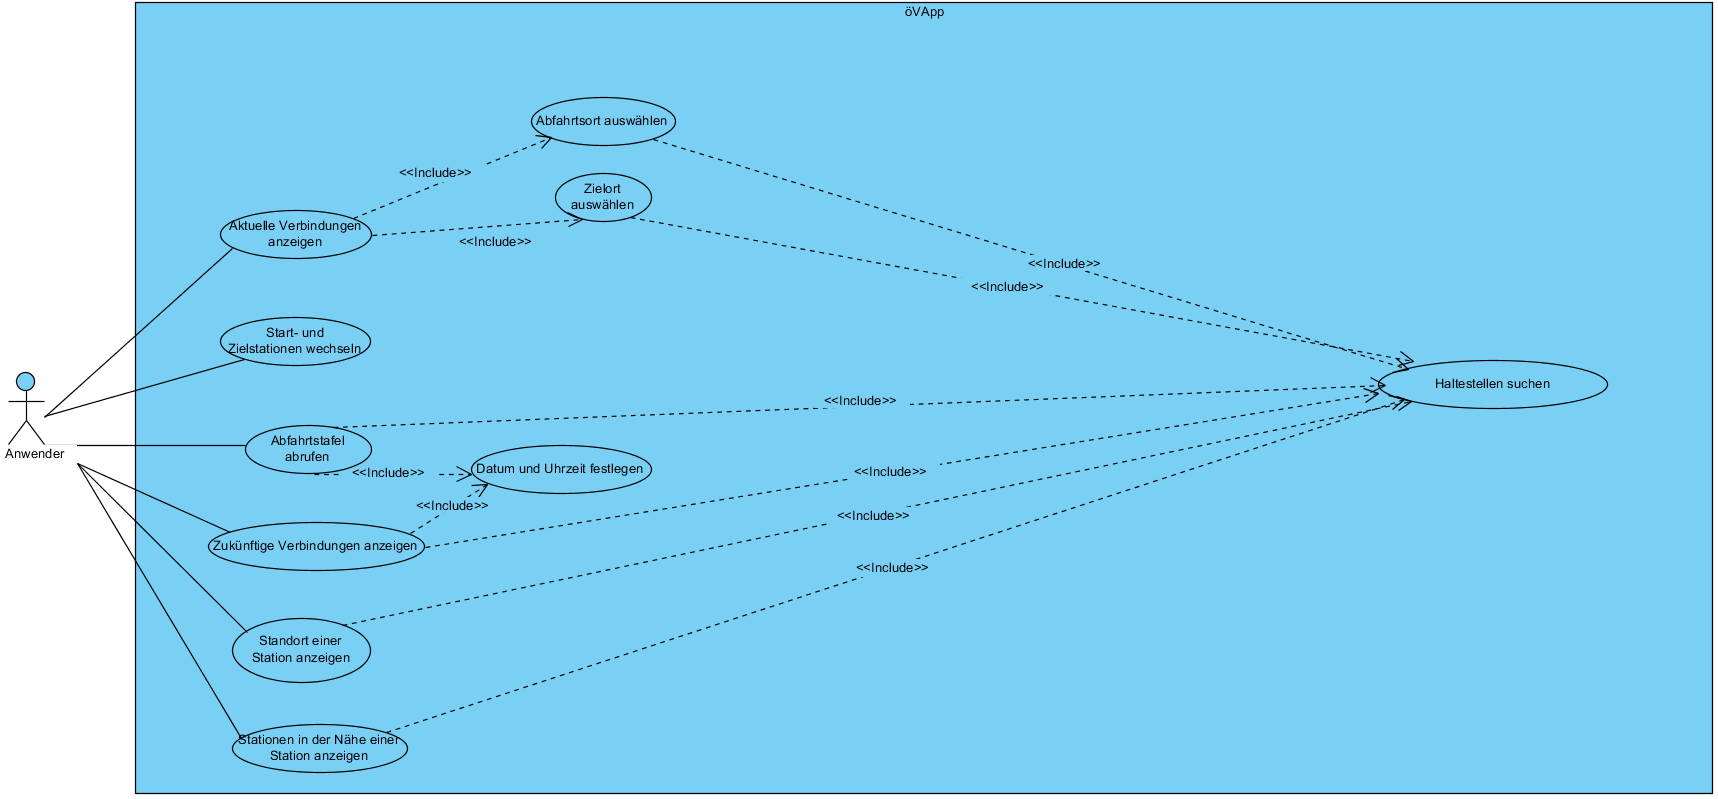 öVApp
Abfahrtsort auswählen
<<Include>>
Zielort
auswählen
Aktuelle Verbindungen
anzeigen
<<Include>>
<<Include>>
<<Include>>
Start- und
Zielstationen wechseln
Haltestellen suchen
<<Include>>
Anwender
Abfahrtstafel
abrufen
<<Include>>
Datum und Uhrzeit festlegen
<<Include>>
<<Include>>
<<Include>>
Zukünftige Verbindungen anzeigen
<<Include>>
Standort einer
Station anzeigen
Stationen in der Nähe einer
Station anzeigen